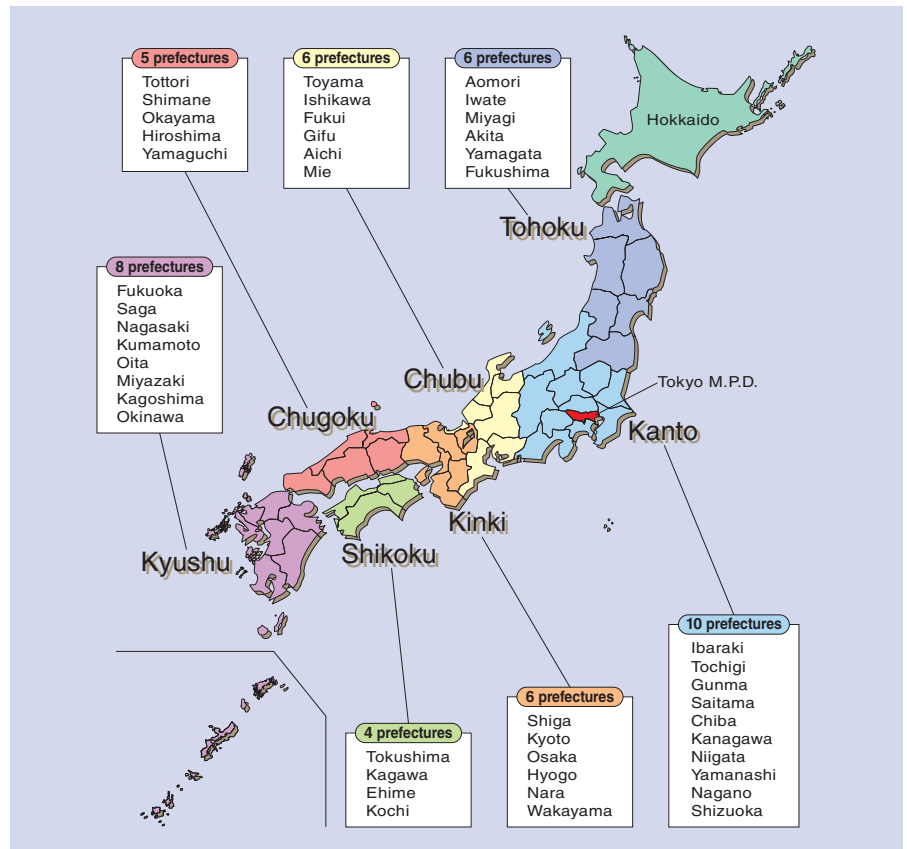 5 prefectures
Tottori
Shimane
Okayama
Hiroshima
Yamaguchi
6 prefectures
Toyama
Ishikawa
Fukui
Gifu
Aichi
Mie
6 prefectures
Aomori
Iwate
Miyagi
Akita
Yamagata
Fukushima
Hokkaido
Tohoku
8 prefectures
Fukuoka
Saga
Nagasaki
Kumamoto
Oita
Miyazaki
Kagoshima
Okinawa
Chubu
Tokyo M.P.D.
Chugoku
Kanto
Kinki
Shikoku
Kyushu
4 prefectures
Tokushima
Kagawa
Ehime
Kochi
6 prefectures
Shiga
Kyoto
Osaka
Hyogo
Nara
Wakayama
10 prefectures
Ibaraki
Tochigi
Gunma
Saitama
Chiba
Kanagawa
Niigata
Yamanashi
Nagano
Shizuoka